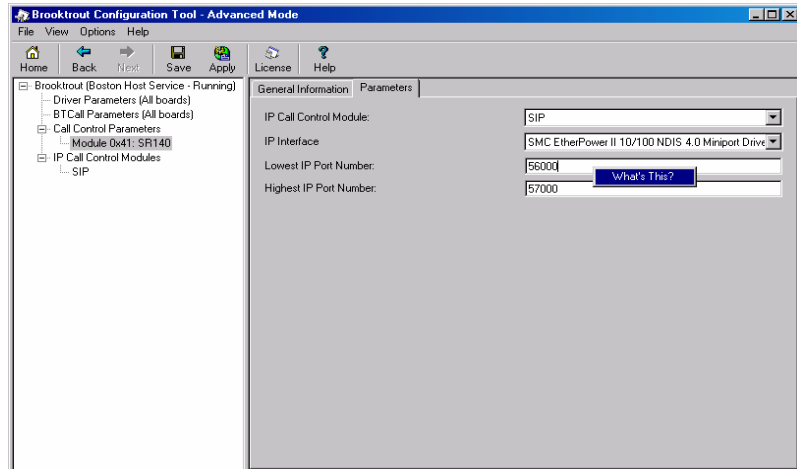 Brooktrout Configuration Tool - Advanced Mode
File View Options Help
Home Back Next Save Apply License Help
Brooktrout (Boston Host Service - Running)
Driver Parameters (All boards)
BTCall Parameters (All boards)
Call Control Parameters
Module 0x41: SR140
IP Call Control Modules
SIP
General Information Parameters
IP Call Control Module: SIP
IP Interface SMC EtherPower II 10/100 NDIS 4.0 Miniport Drive
Lowest IP Port Number: 56000
What's This?
Highest IP Port Number: 57000